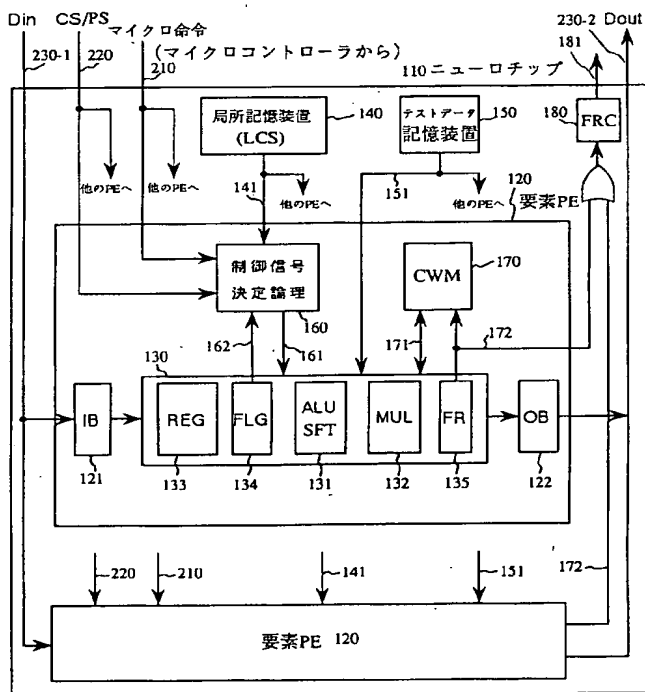 Din CS/PS マイクロ命令 230-2 Dout
230-1 220 (マイクロコントローラから) 181
210 110 ニューロチップ
局所記憶装置 140 テストデータ 150 180 FRC
(LCS) 記憶装置
他のPEへ 他のPEへ 141 他のPEへ 151 他のPEへ 120
要素PE
制御信号 CWM 170
決定論理
160
162 161 171 172
130
IB REG FLG ALU MUL FR OB
SFT
121 133 134 131 132 135 122
220 210 141 151 172
要素PE 120